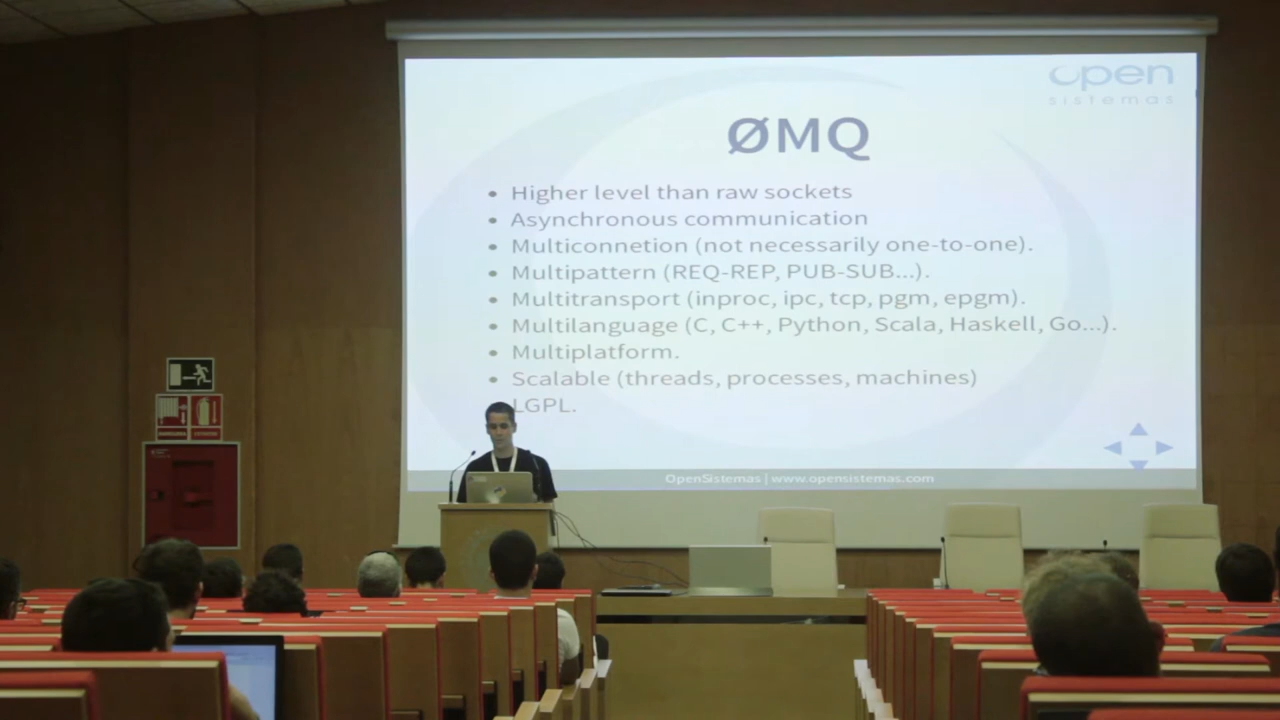 open
sistemas
ØMQ
• Higher level than raw sockets
• Asynchronous communication
• Multiconnetion (not necessarily one-to-one).
• Multipattern (REQ-REP, PUB-SUB...).
• Multitransport (inproc, ipc, tcp, pgm, epgm).
• Multilanguage (C, C++, Python, Scala, Haskell, Go...).
• Multiplatform.
• Scalable (threads, processes, machines)
LGPL.
OpenSistemas | www.opensistemas.com